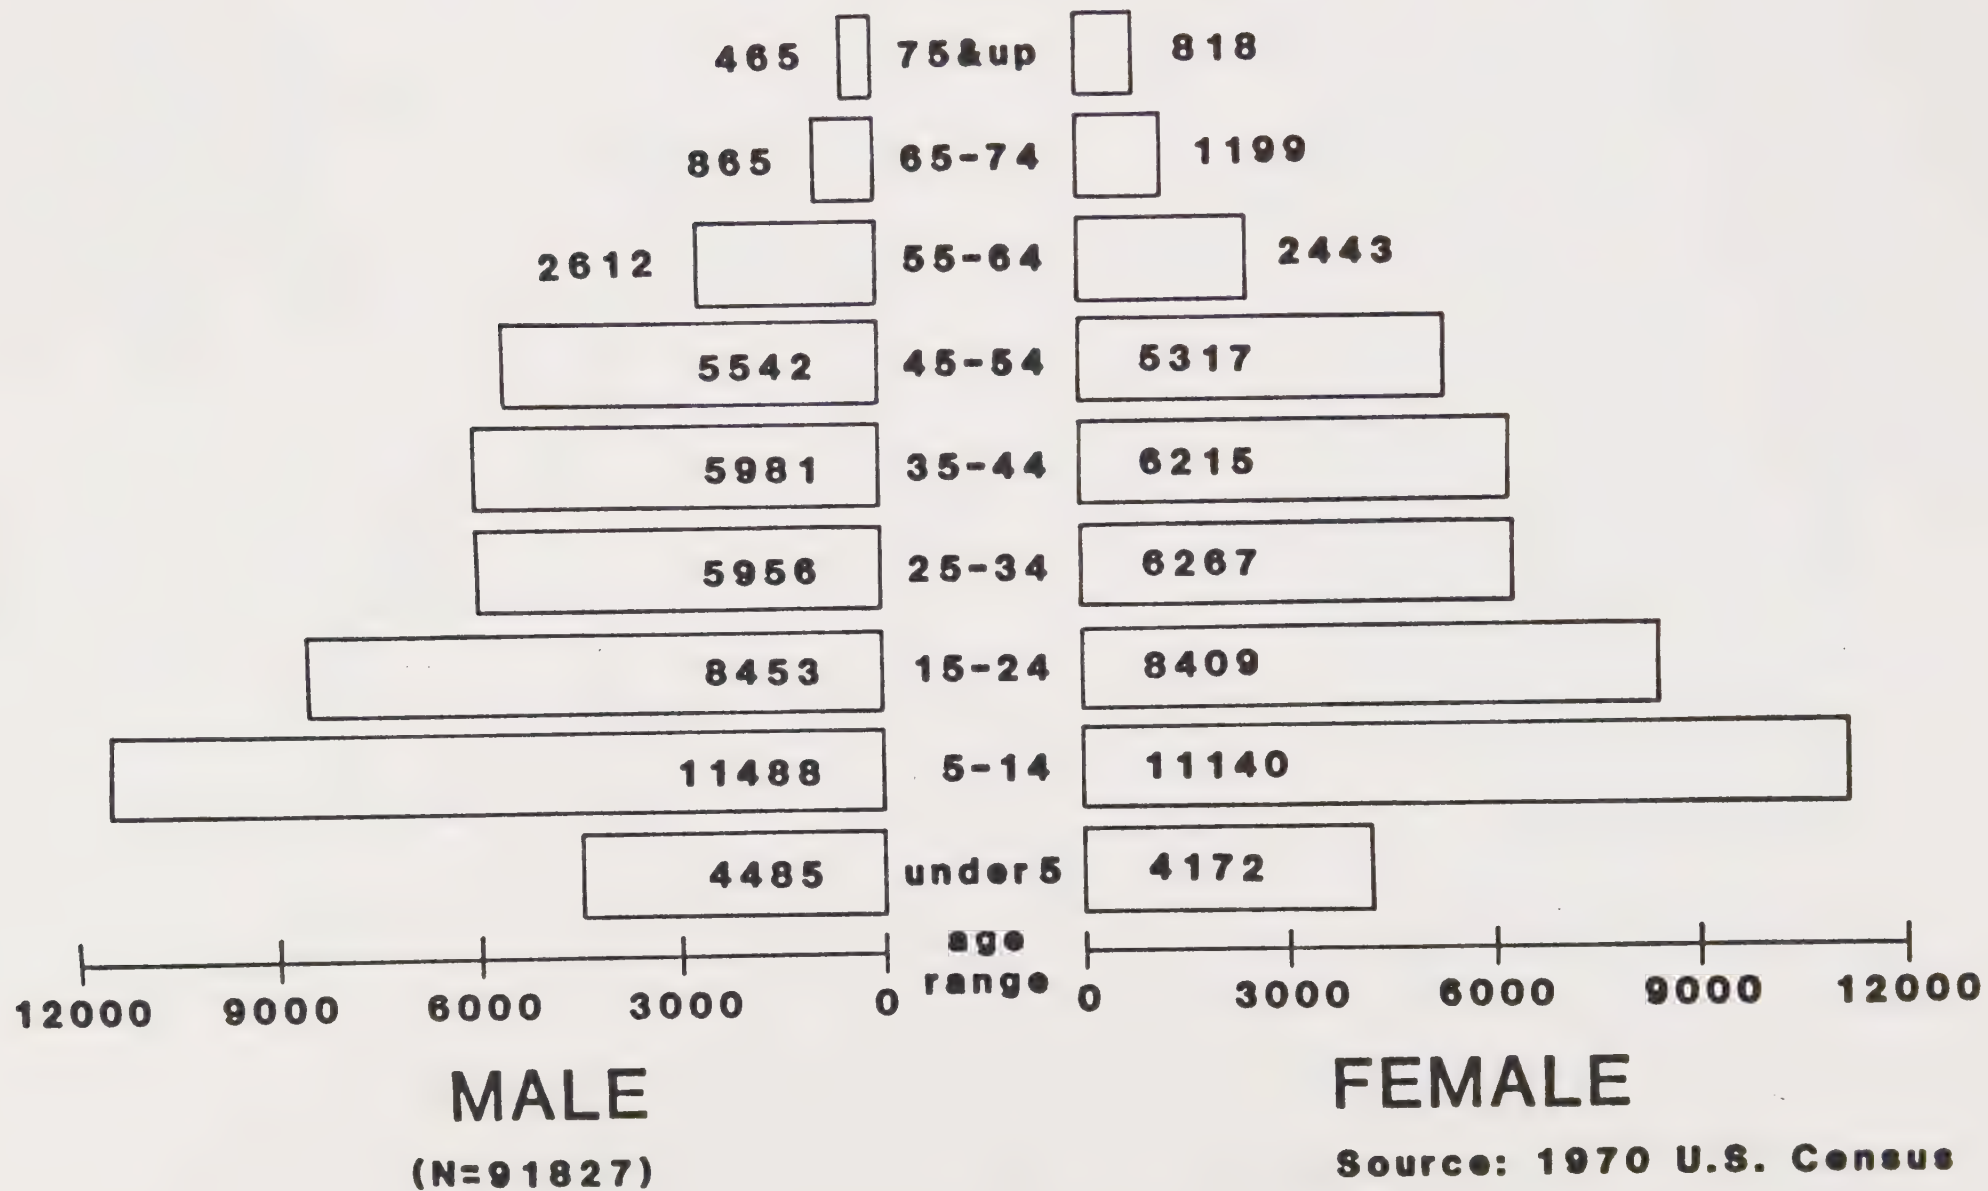 465 75&up 818
865 65-74 1199
2612 55-64 2443
5542 45-54 5317
5981 35-44 6215
5956 25-34 6267
8453 15-24 8409
11488 5-14 11140
4485 under 5 4172
age
range
12000 9000 6000 3000 0 0 3000 6000 9000 12000
MALE FEMALE
(N=91827) Source: 1970 U.S. Census